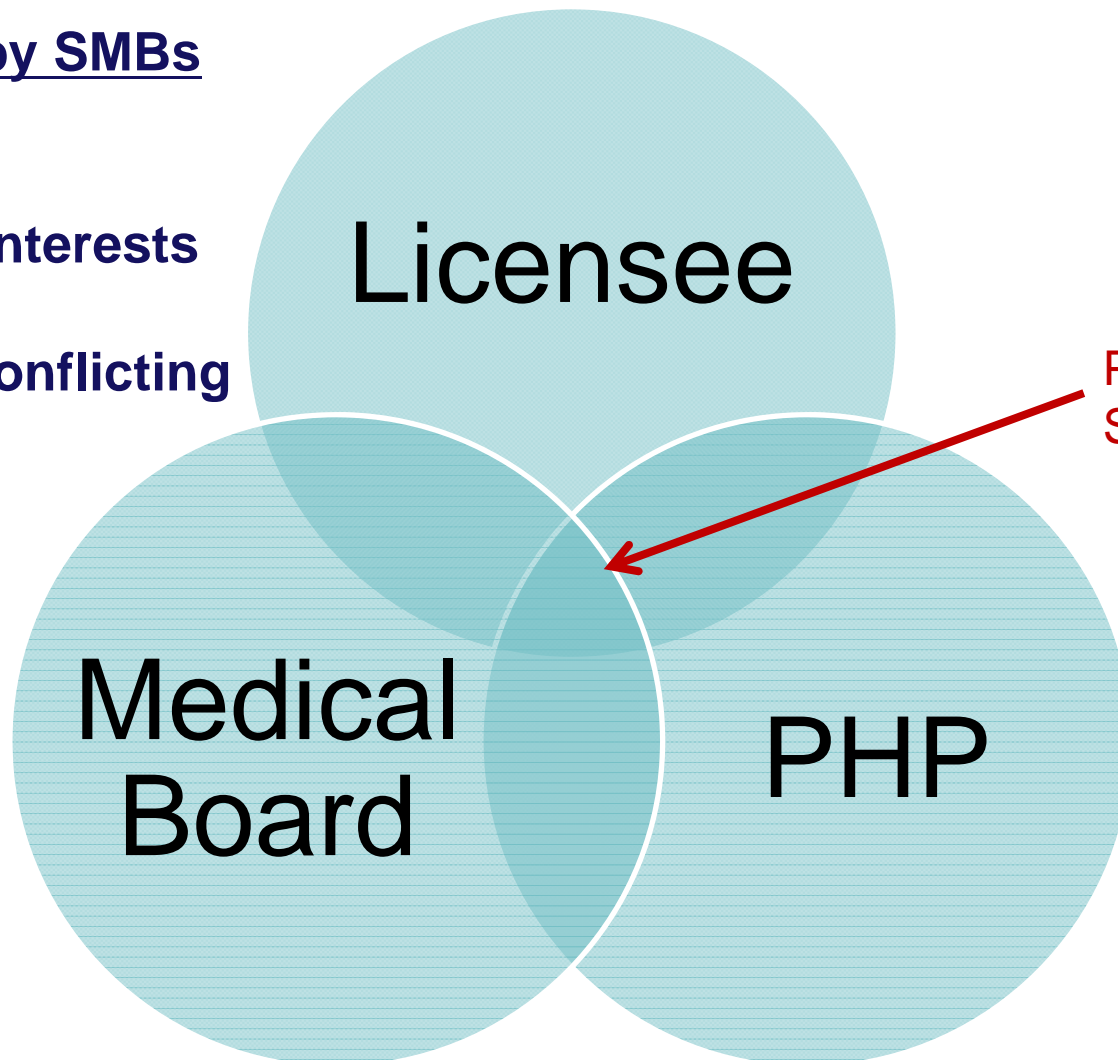 by SMBs
nterests
Licensee
onflicting
Medical
Board
PHP